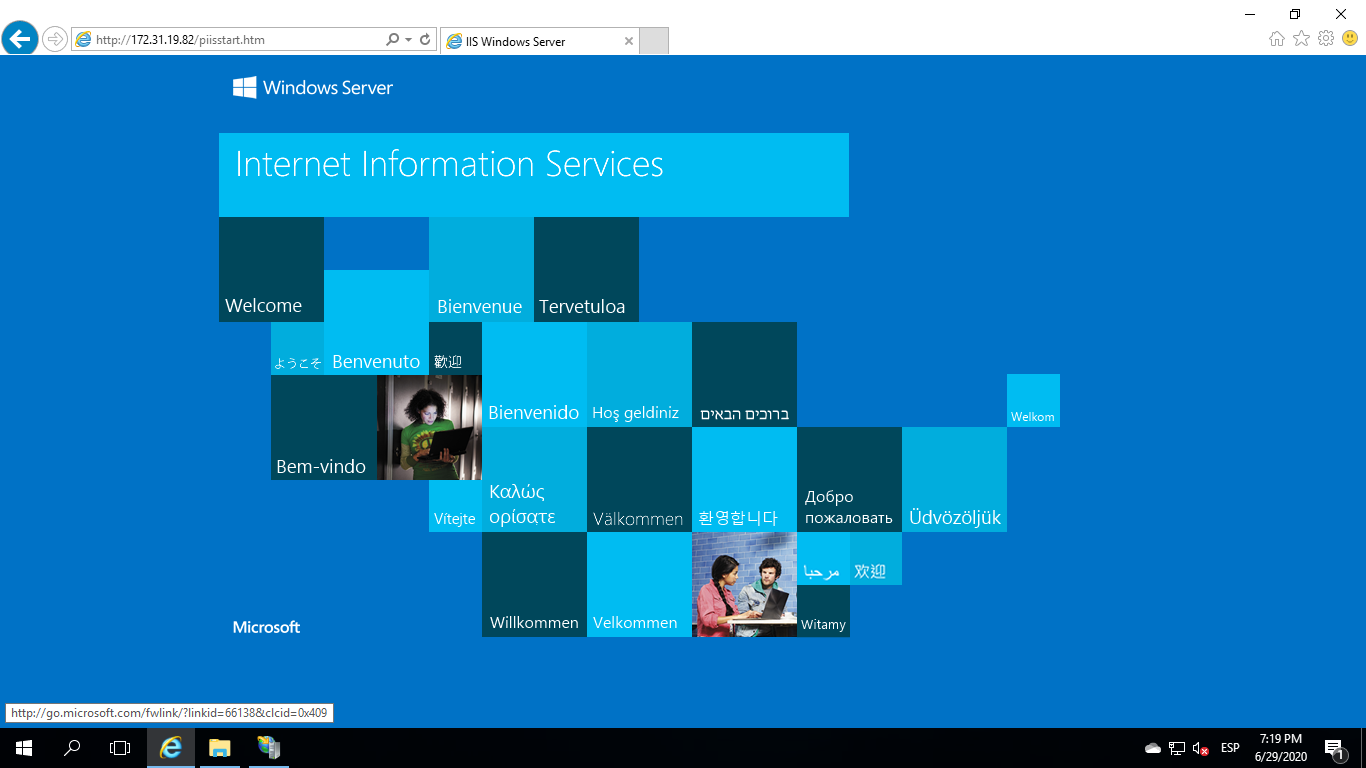 http://172.31.19.82/piisstart.htm
IIS Windows Server
Windows Server
Internet Information Services
Welcome
Bienvenue
Tervetuloa
ようこそ
Benvenuto
歡迎
Bienvenido
Hoş geldiniz
ברוכים הבאים
Welkom
Bem-vindo
Vítejte
Καλώς
ορίσατε
Välkommen
환영합니다
Добро
пожаловать
Üdvözöljük
Willkommen
Velkommen
مرحبا
欢迎
Witamy
Microsoft
http://go.microsoft.com/fwlink/?linkid=66138&clcid=0x409
ESP
7:19 PM
6/29/2020
1